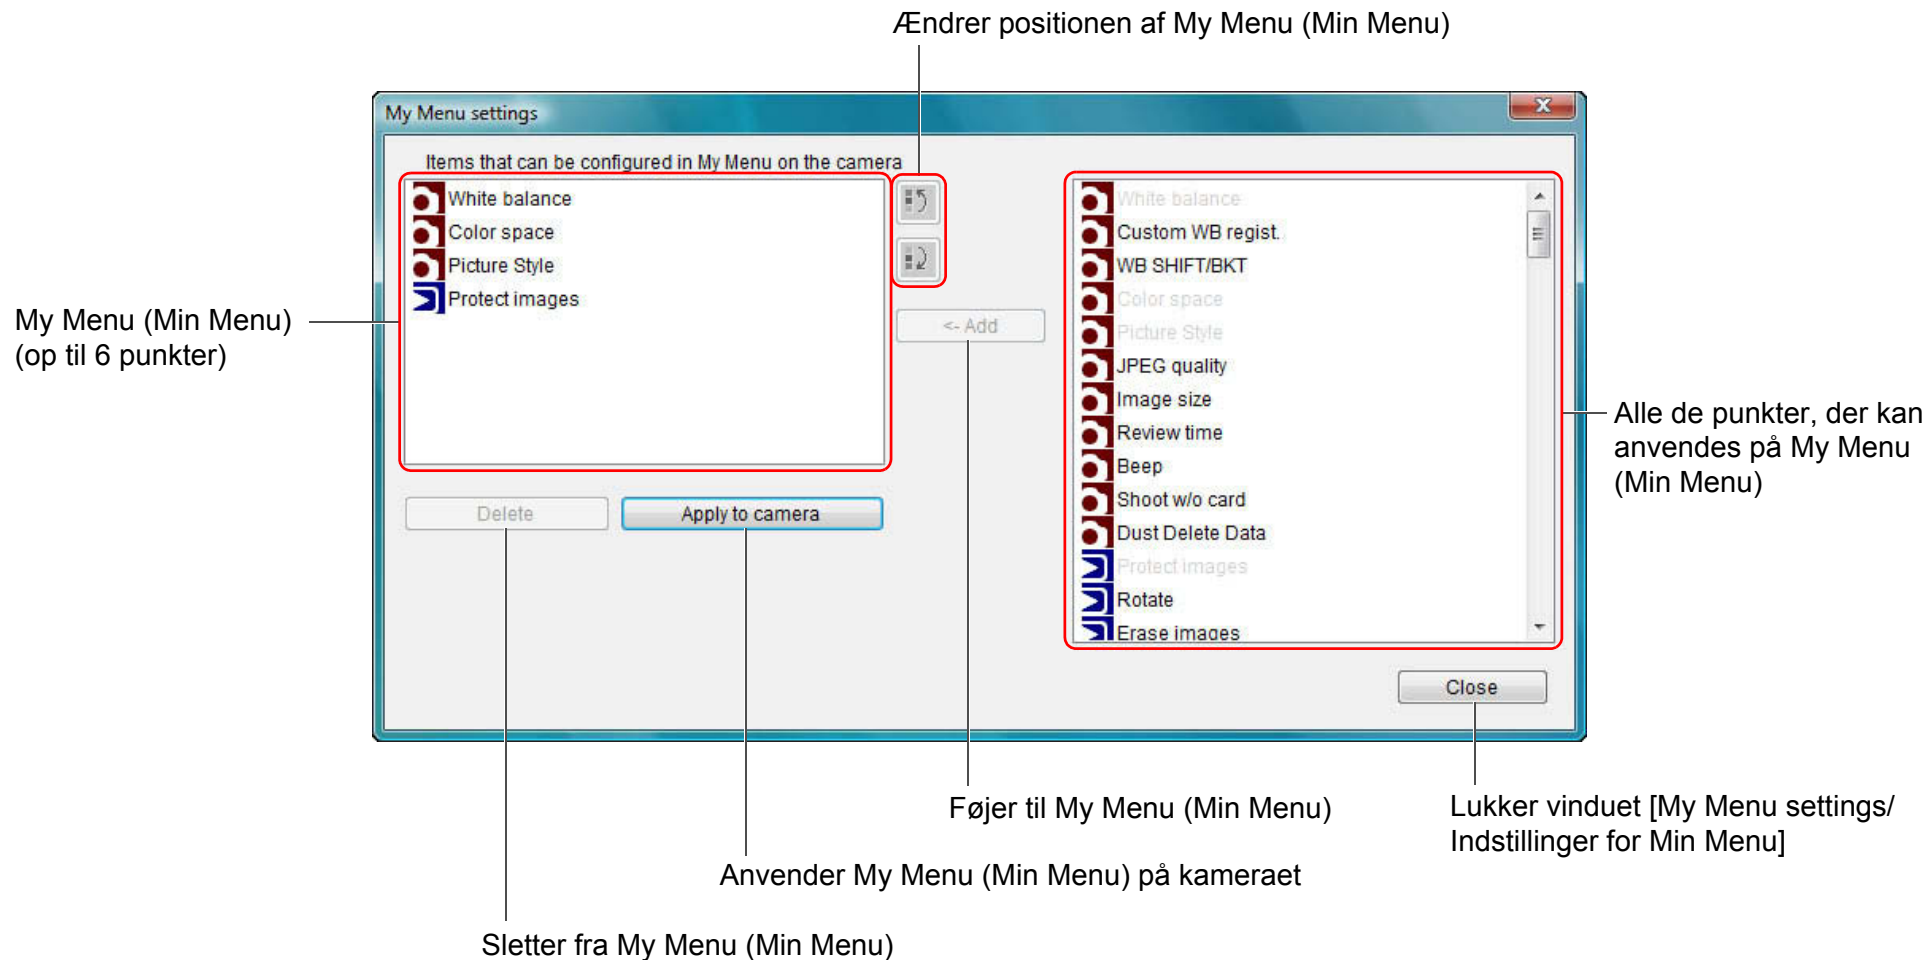 Ændrer positionen af My Menu (Min Menu)
My Menu settings
Items that can be configured in My Menu on the camera
White balance
Color space
Picture Style
Protect images
My Menu (Min Menu)
(op til 6 punkter)
<- Add
Delete
Apply to camera
White balance
Custom WB regist.
WB SHIFT/BKT
Color space
Picture Style
JPEG quality
Image size
Review time
Beep
Shoot w/o card
Dust Delete Data
Protect images
Rotate
Erase images
Alle de punkter, der kan
anvendes på My Menu
(Min Menu)
Close
Føjer til My Menu (Min Menu)
Lukker vinduet [My Menu settings/
Indstillinger for Min Menu]
Anvender My Menu (Min Menu) på kameraet
Sletter fra My Menu (Min Menu)